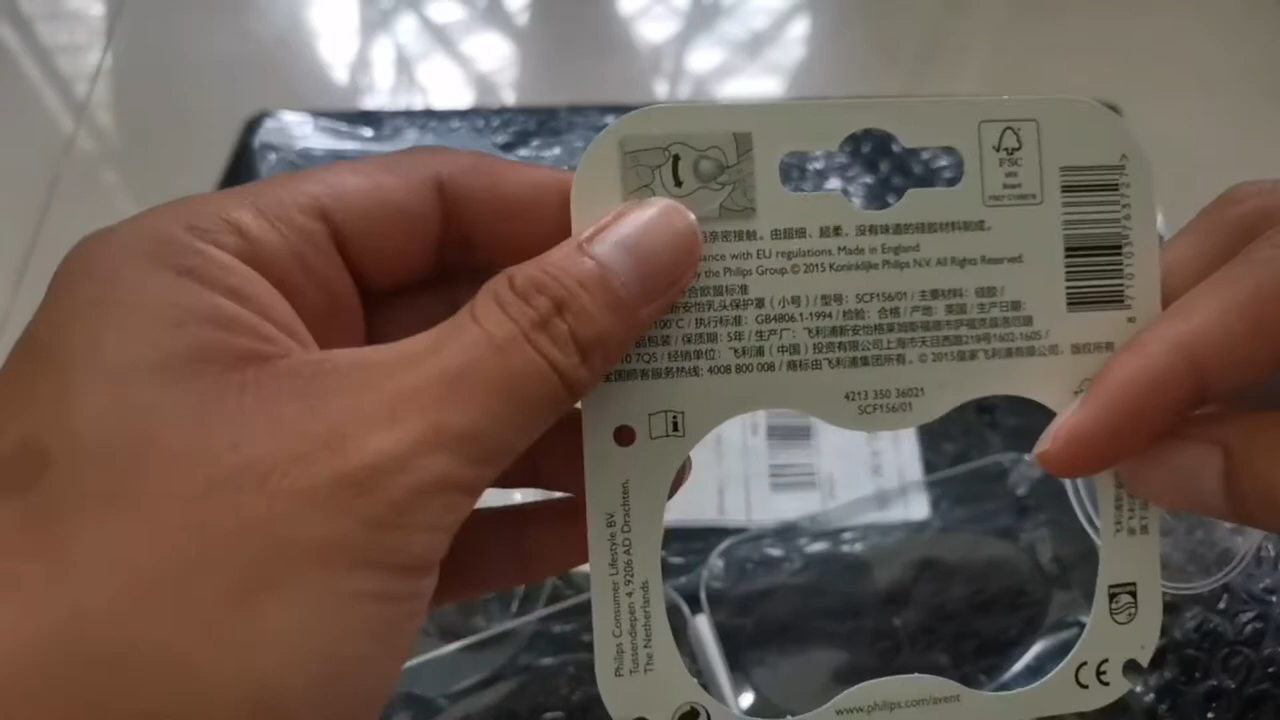 FSC
亲密接触。由超细、超柔、没有味道的硅胶材料制成。
ance with EU regulations. Made in England
by the Philips Group. © 2015 Koninklijke Philips N.V. All Rights Reserved.
合欧盟标准
新安怡乳头保护罩（小号）/ 型号：SCF156/01 / 主要材料：硅胶 /
100°C / 执行标准：GB4806.1-1994 / 检验：合格 / 产地：英国 / 生产日期：
品包装 / 保质期：5年 / 生产厂：飞利浦新安怡格莱姆斯福德市萨福克
10 7QS / 经销单位：飞利浦（中国）投资有限公司上海市天目西路218号1602-1605 /
全国顾客服务热线：4008 800 008 / 商标由飞利浦集团所有。© 2015皇家飞利浦有限公司，版权所有
4213 350 36021
SCF156/01
Philips Consumer Lifestyle BV,
Tussendiepen 4, 9206 AD Drachten,
The Netherlands
CE
www.philips.com/avent